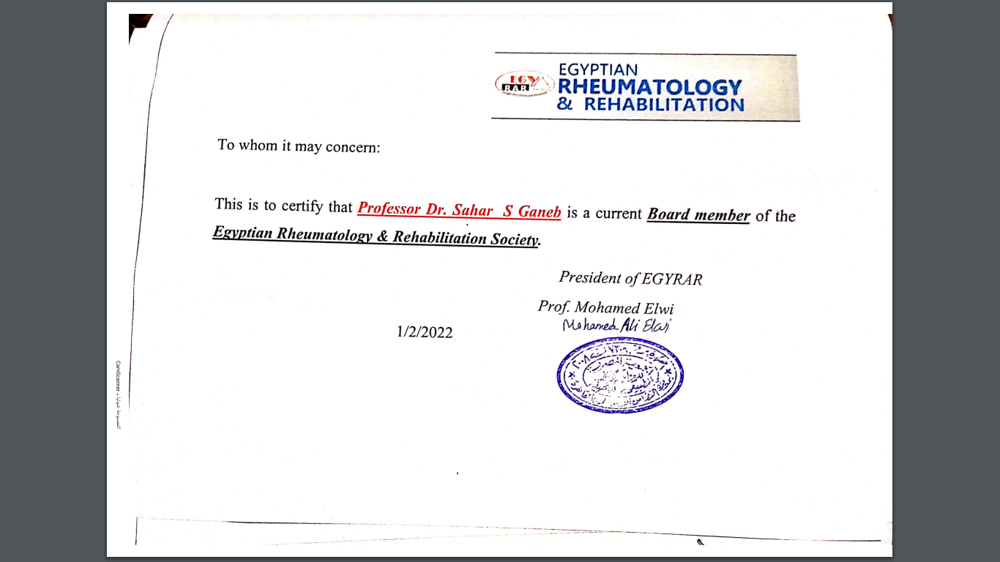 EGY
RAR
EGYPTIAN
RHEUMATOLOGY
& REHABILITATION
To whom it may concern:
This is to certify that Professor Dr. Sahar S Ganeb is a current Board member of the
Egyptian Rheumatology & Rehabilitation Society.
President of EGYRAR
Prof. Mohamed Elwi
Mohamed Ali Elwi
1/2/2022
الممسوحة ضوئيا بـ CamScanner